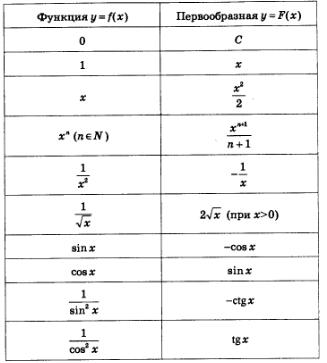 Функция y = f(x) Первообразная y = F(x)
0 C
1 x
x x²/2
xⁿ (n∈N) xⁿ⁺¹/(n+1)
1/x² −1/x
1/√x 2√x (при x>0)
sin x −cos x
cos x sin x
1/sin² x −ctg x
1/cos² x tg x